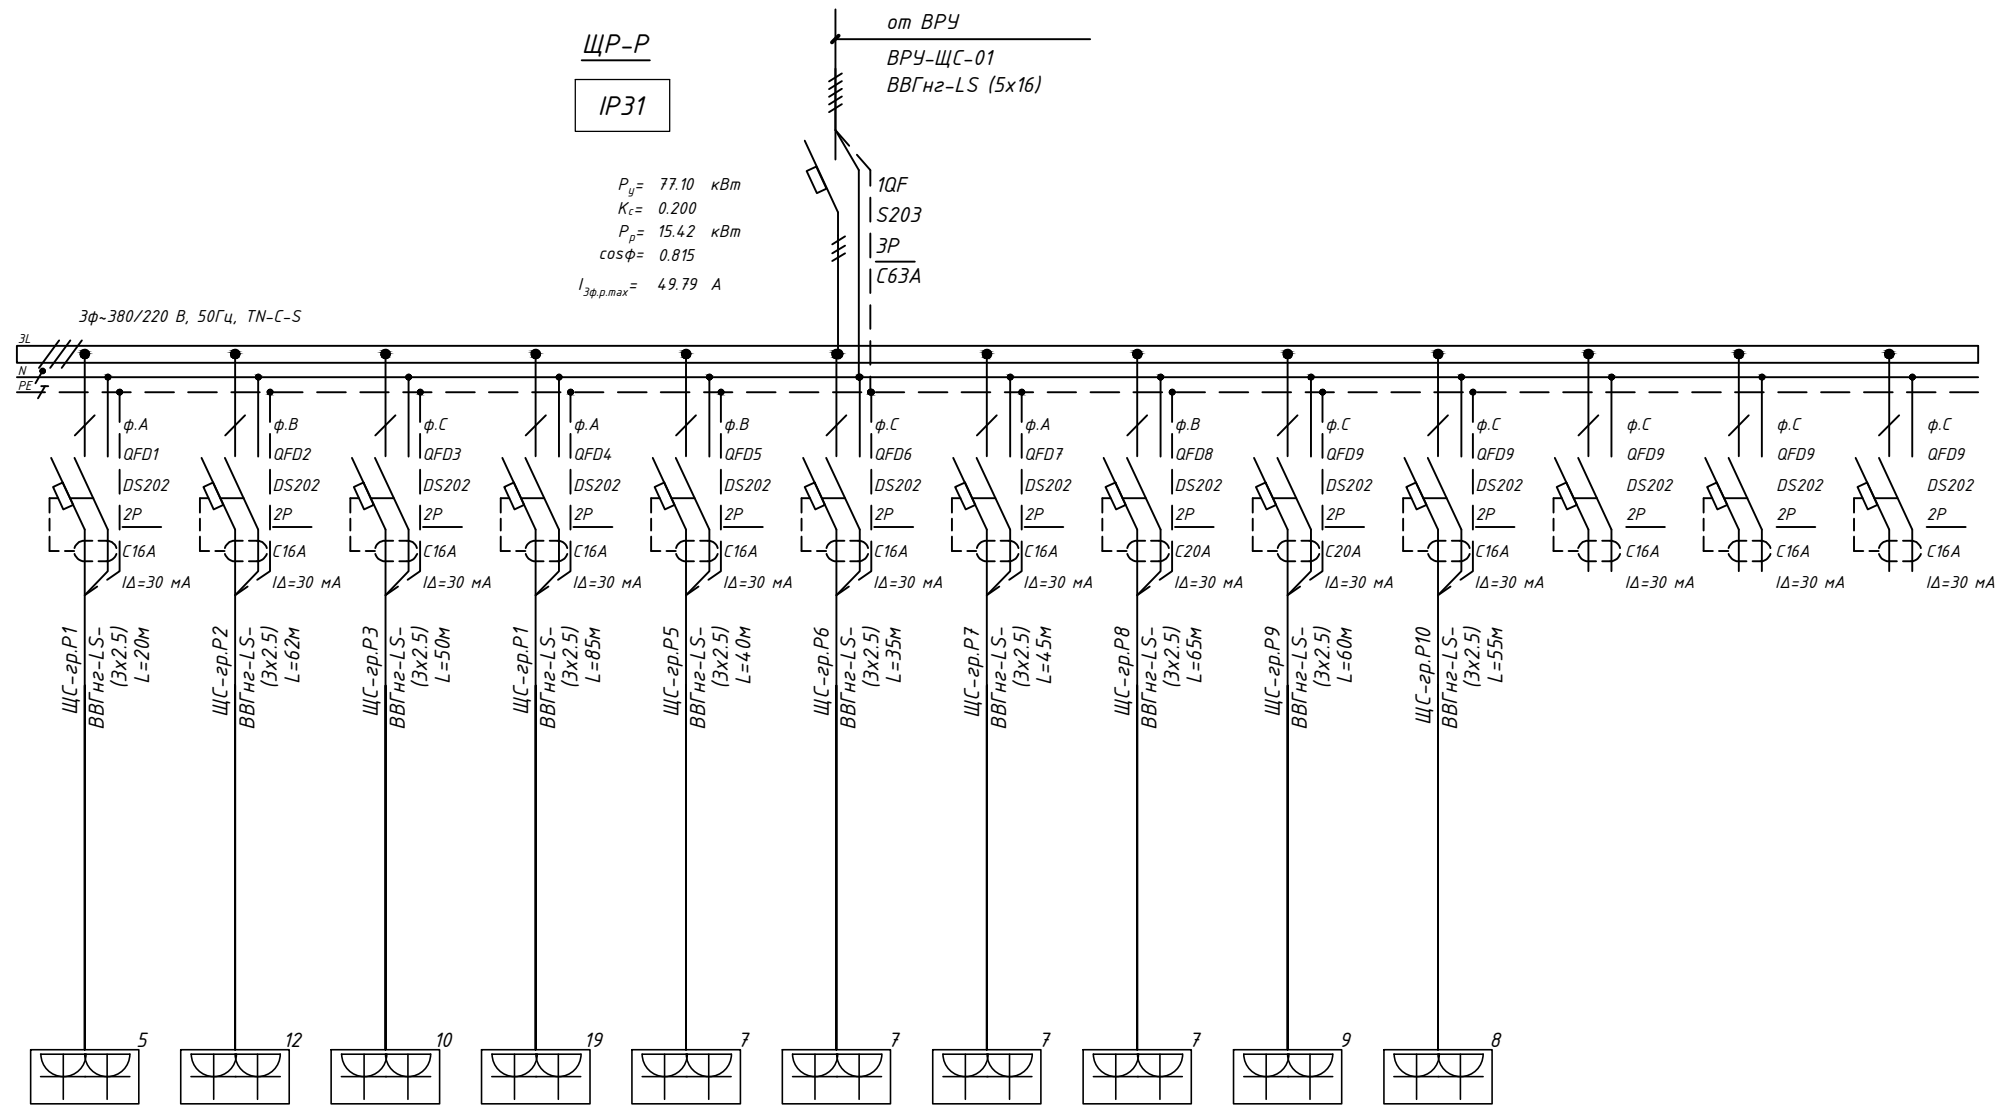 от ВРУ
ЩР-Р
ВРУ-ЩС-01
ВВГнг-LS (5х16)
IP31
Pу= 77.10 кВт
Kс= 0.200
Pр= 15.42 кВт
cosφ= 0.815
I3ф.р.max= 49.79 А
1QF
S203
3P
C63A
3ф~380/220 В, 50Гц, TN-C-S
3L
N
PE
ф.А
QFD1
DS202
2P
C16A
IΔ=30 мА
ЩС-гр.Р1
ВВГнг-LS-
(3х2.5)
L=20м
5
ф.В
QFD2
DS202
2P
C16A
IΔ=30 мА
ЩС-гр.Р2
ВВГнг-LS-
(3х2.5)
L=62м
12
ф.С
QFD3
DS202
2P
C16A
IΔ=30 мА
ЩС-гр.Р3
ВВГнг-LS-
(3х2.5)
L=50м
10
ф.А
QFD4
DS202
2P
C16A
IΔ=30 мА
ЩС-гр.Р1
ВВГнг-LS-
(3х2.5)
L=85м
19
ф.В
QFD5
DS202
2P
C16A
IΔ=30 мА
ЩС-гр.Р5
ВВГнг-LS-
(3х2.5)
L=40м
7
ф.С
QFD6
DS202
2P
C16A
IΔ=30 мА
ЩС-гр.Р6
ВВГнг-LS-
(3х2.5)
L=35м
7
ф.А
QFD7
DS202
2P
C16A
IΔ=30 мА
ЩС-гр.Р7
ВВГнг-LS-
(3х2.5)
L=45м
7
ф.В
QFD8
DS202
2P
C20A
IΔ=30 мА
ЩС-гр.Р8
ВВГнг-LS-
(3х2.5)
L=65м
7
ф.С
QFD9
DS202
2P
C20A
IΔ=30 мА
ЩС-гр.Р9
ВВГнг-LS-
(3х2.5)
L=60м
9
ф.С
QFD9
DS202
2P
C16A
IΔ=30 мА
ЩС-гр.Р10
ВВГнг-LS-
(3х2.5)
L=55м
8
ф.С
QFD9
DS202
2P
C16A
IΔ=30 мА
ф.С
QFD9
DS202
2P
C16A
IΔ=30 мА
ф.С
QFD9
DS202
2P
C16A
IΔ=30 мА